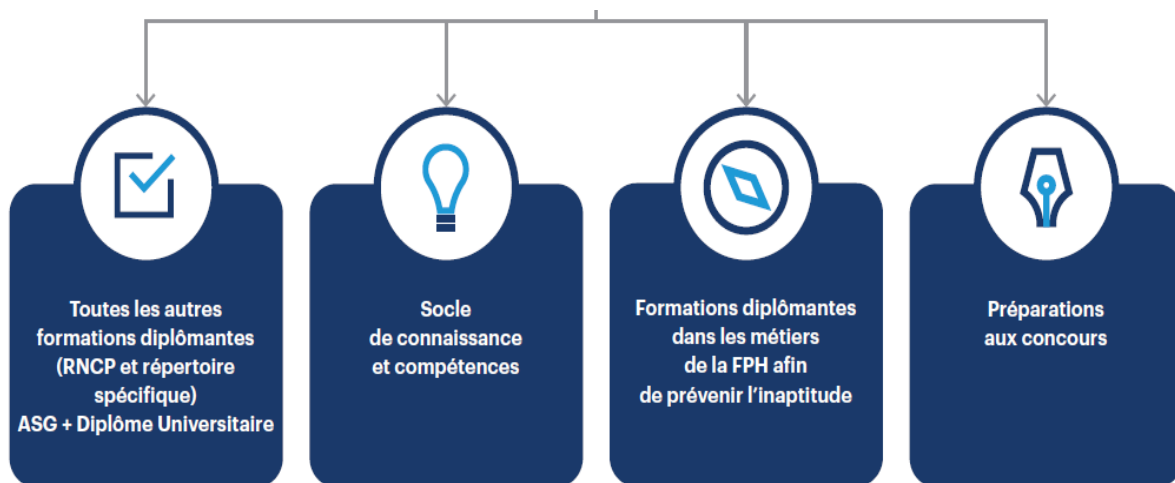 Toutes les autres
formations diplômantes
(RNCP et répertoire
spécifique)
ASG + Diplôme Universitaire
Socle
de connaissance
et compétences
Formations diplômantes
dans les métiers
de la FPH afin
de prévenir l’inaptitude
Préparations
aux concours